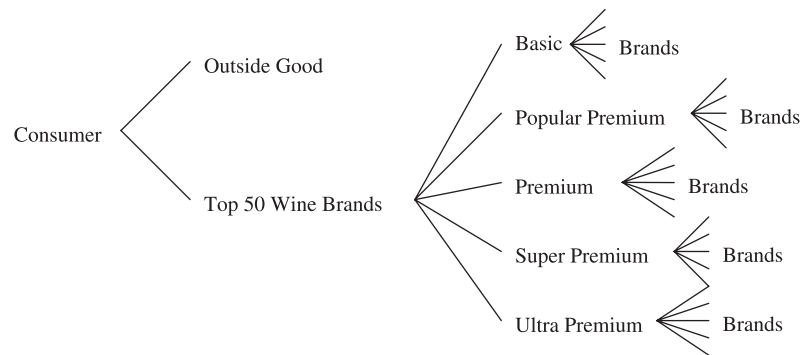 Consumer
Outside Good
Top 50 Wine Brands
Basic
Brands
Popular Premium
Brands
Premium
Brands
Super Premium
Brands
Ultra Premium
Brands